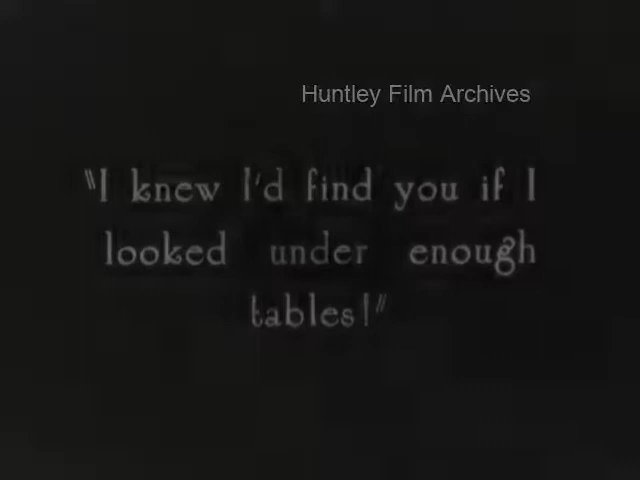 Huntley Film Archives
"I knew I'd find you if I
looked under enough
tables!"